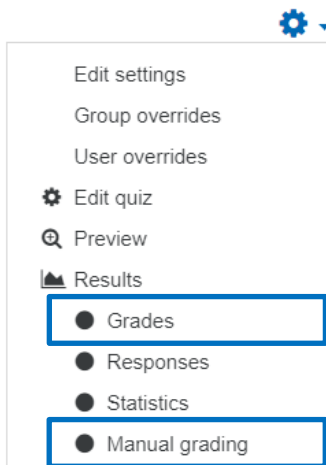 Edit settings
Group overrides
User overrides
Edit quiz
Preview
Results
Grades
Responses
Statistics
Manual grading